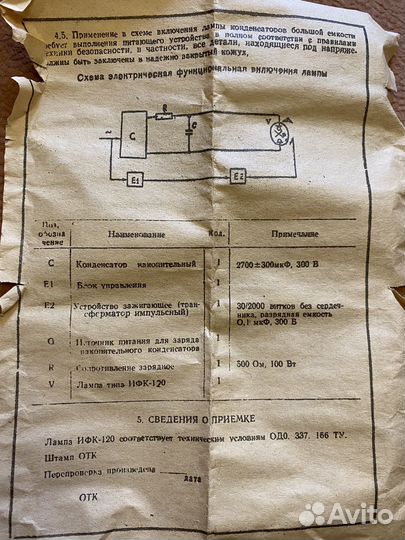 4.5. Применение в схеме включения лампы конденсаторов большой емкости
требует выполнения питающего устройства в полном соответствии с правилами
техники безопасности, в частности, все детали, находящиеся под напряже-
должны быть заключены в надежно закрытый кожух.
Схема электрическая функциональная включения лампы
R
V
G
C
~
E1
E2
Поз. обозна чение
Наименование
Кол.
Примечание
C Конденсатор накопительный 1 2700±300мкФ, 300 В
E1 Блок управления 1
E2 Устройство зажигающее (тран- 1 30/2000 витков без сердеч-
сформатор импульсный) ника, разрядная емкость
0,1 мкФ, 300 В
G Источник питания для заряда 1
накопительного конденсатора
R Сопротивление зарядное 1 500 Ом, 100 Вт
V Лампа типа ИФК-120 1
5. СВЕДЕНИЯ О ПРИЕМКЕ
Лампа ИФК-120 соответствует техническим условиям ОД0. 337. 166 ТУ.
Штамп ОТК
Перепроверка произведена
дата
ОТК
Avito